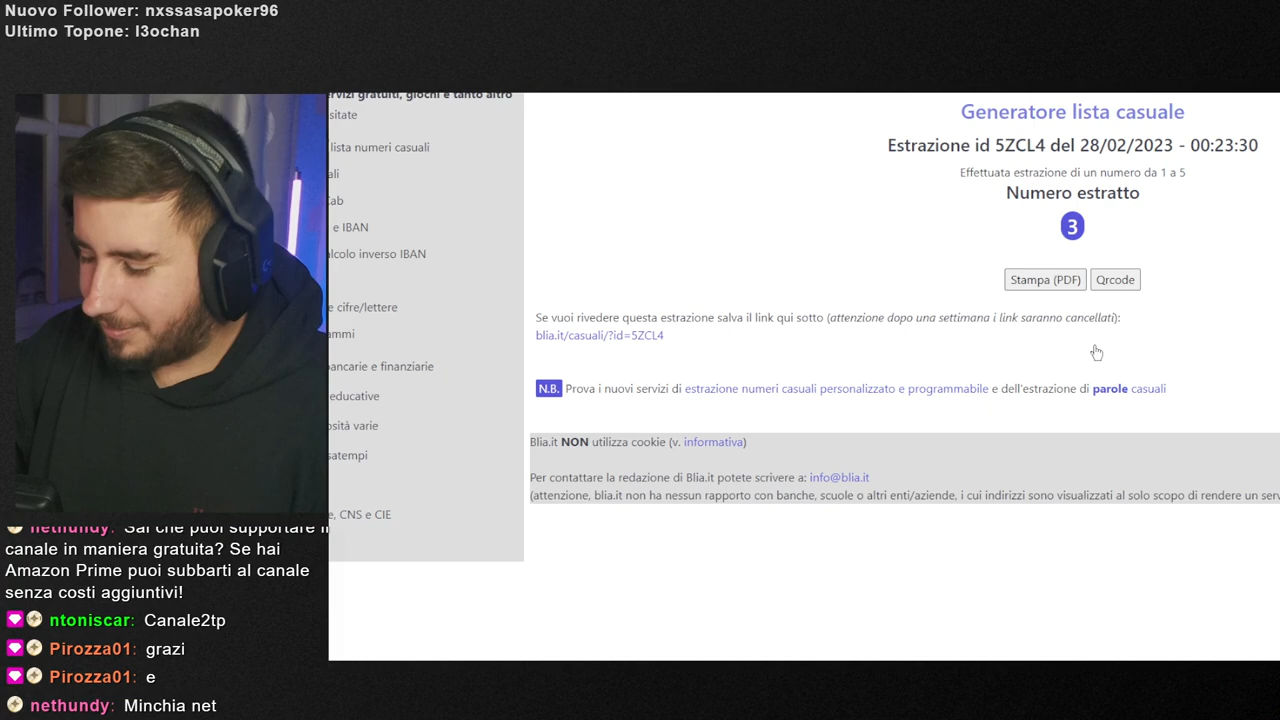 Nuovo Follower: nxssasapoker96
Ultimo Topone: l3ochan
servizi gratuiti, giochi e tanto altro
sitate
lista numeri casuali
ali
ab
e IBAN
alcolo inverso IBAN
e cifre/lettere
ammi
bancarie e finanziarie
educative
osità varie
satempi
e, CNS e CIE
Generatore lista casuale
Estrazione id 5ZCL4 del 28/02/2023 - 00:23:30
Effettuata estrazione di un numero da 1 a 5
Numero estratto
3
Stampa (PDF) Qrcode
Se vuoi rivedere questa estrazione salva il link qui sotto (attenzione dopo una settimana i link saranno cancellati):
blia.it/casuali/?id=5ZCL4
N.B. Prova i nuovi servizi di estrazione numeri casuali personalizzato e programmabile e dell'estrazione di parole casuali
Blia.it NON utilizza cookie (v. informativa)
Per contattare la redazione di Blia.it potete scrivere a: info@blia.it
(attenzione, blia.it non ha nessun rapporto con banche, scuole o altri enti/aziende, i cui indirizzi sono visualizzati al solo scopo di rendere un serv
nethundy: Sai che puoi supportare il
canale in maniera gratuita? Se hai
Amazon Prime puoi subbarti al canale
senza costi aggiuntivi!
ntoniscar: Canale2tp
Pirozza01: grazi
Pirozza01: e
nethundy: Minchia net